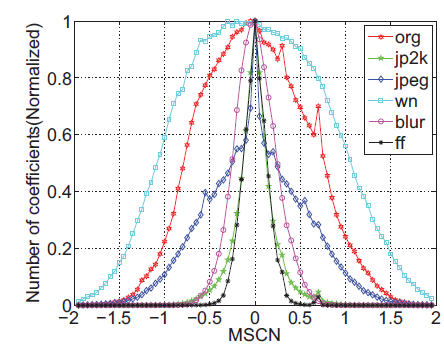 Number of coefficients(Normalized)
1
0.8
0.6
0.4
0.2
0
−2 −1.5 −1 −0.5 0 0.5 1 1.5 2
MSCN
org
jp2k
jpeg
wn
blur
ff